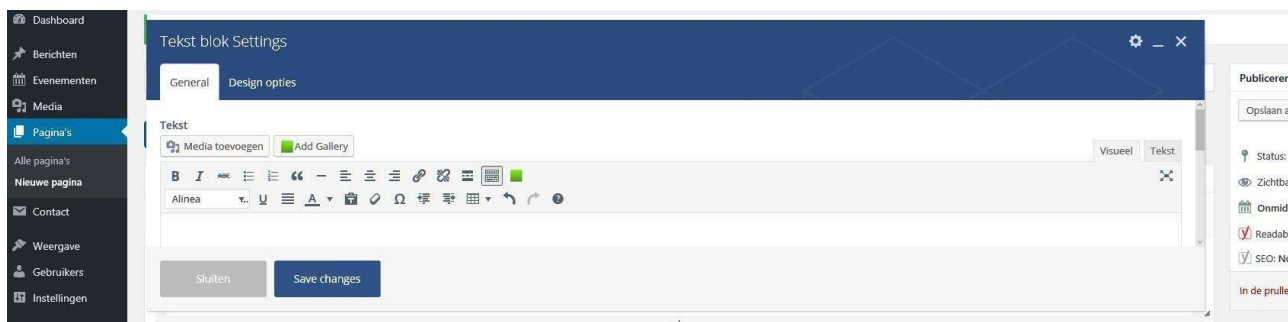 Dashboard
Berichten
Evenementen
Media
Pagina's
Alle pagina's
Nieuwe pagina
Contact
Weergave
Gebruikers
Instellingen
Tekst blok Settings
General Design opties
Tekst
Media toevoegen Add Gallery
Visueel Tekst
B I ABC
Alinea U A Ω
Sluiten Save changes
Publiceren
Opslaan a
Status:
Zichtba
Onmid
Readab
SEO: N
In de prulle